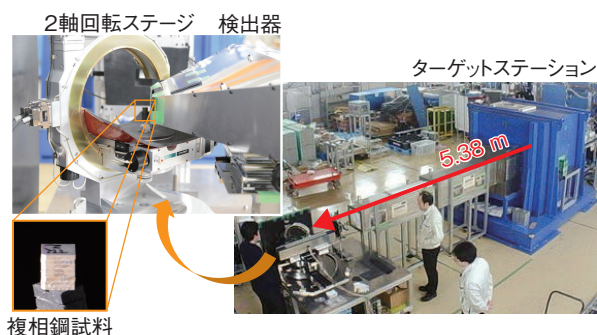 2軸回転ステージ
検出器
ターゲットステーション
5.38 m
複相鋼試料